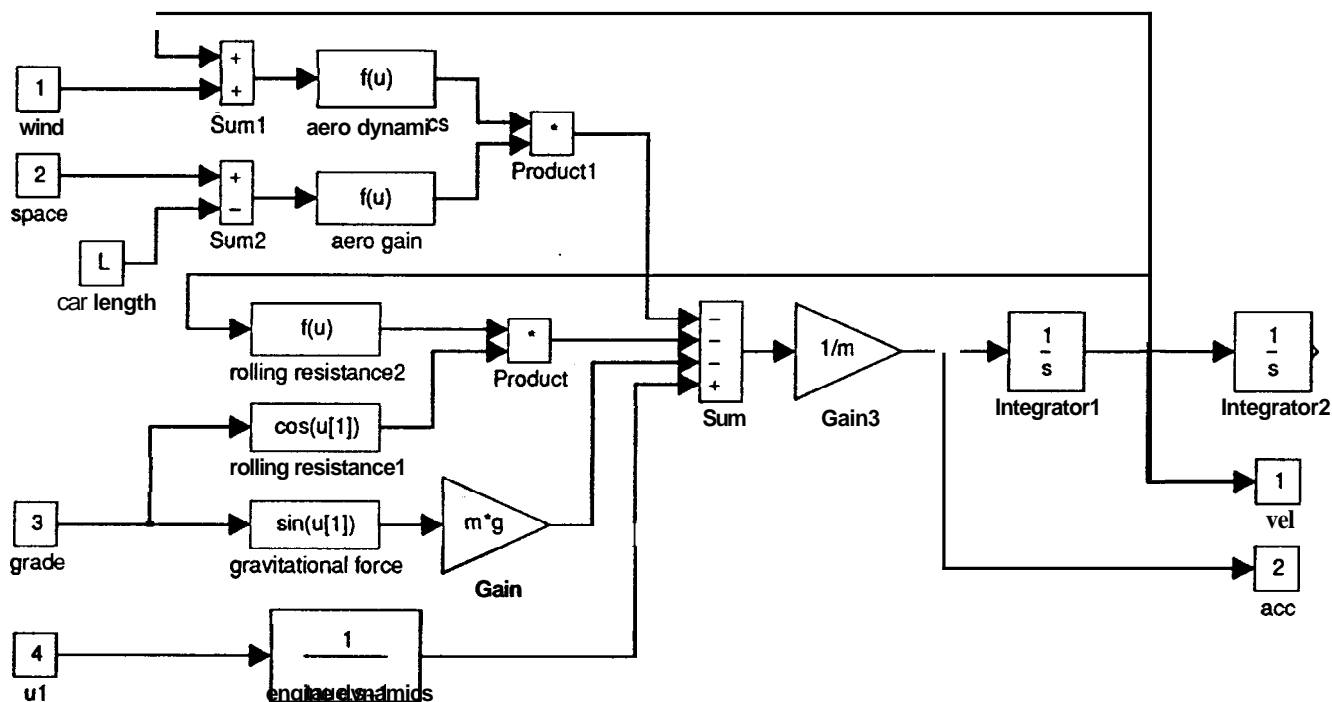 +
+
1
wind
Sum1
f(u)
aero dynamics
*
Product1
2
space
+
−
Sum2
f(u)
aero gain
L
car length
f(u)
rolling resistance2
*
Product
−
−
−
+
Sum
1/m
Gain3
1
s
Integrator1
1
s
Integrator2
cos(u[1])
rolling resistance1
1
vel
3
grade
sin(u[1])
gravitational force
m*g
Gain
2
acc
4
u1
1
engine dynamics